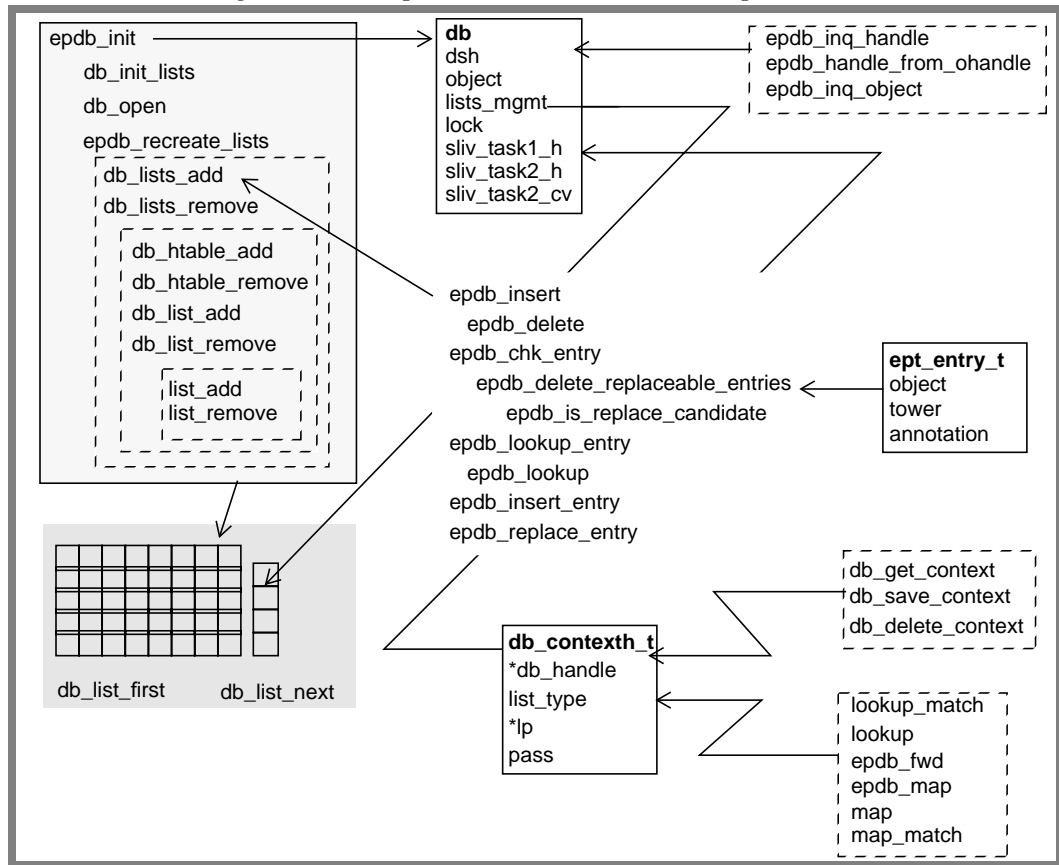 epdb_init
db_init_lists
db_open
epdb_recreate_lists
db_lists_add
db_lists_remove
db_htable_add
db_htable_remove
db_list_add
db_list_remove
list_add
list_remove
db
dsh
object
lists_mgmt
lock
sliv_task1_h
sliv_task2_h
sliv_task2_cv
epdb_inq_handle
epdb_handle_from_ohandle
epdb_inq_object
epdb_insert
epdb_delete
epdb_chk_entry
epdb_delete_replaceable_entries
epdb_is_replace_candidate
epdb_lookup_entry
epdb_lookup
epdb_insert_entry
epdb_replace_entry
ept_entry_t
object
tower
annotation
db_list_first
db_list_next
db_contexth_t
*db_handle
list_type
*lp
pass
db_get_context
db_save_context
db_delete_context
lookup_match
lookup
epdb_fwd
epdb_map
map
map_match